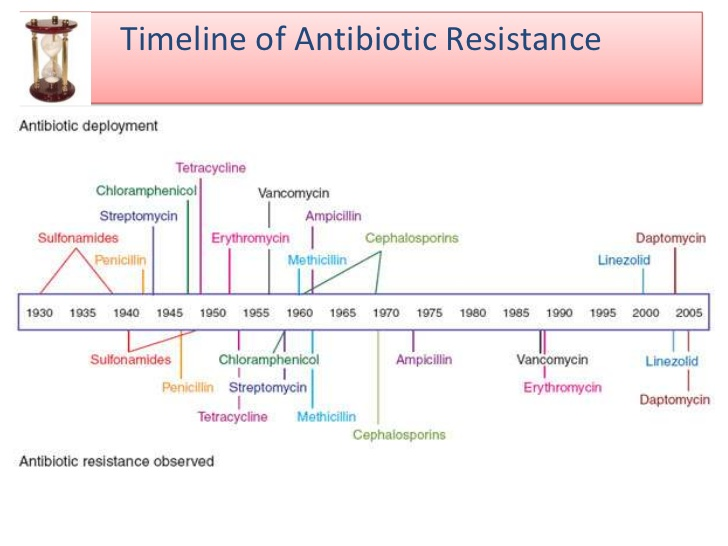 Timeline of Antibiotic Resistance
Antibiotic deployment
Tetracycline
Chloramphenicol
Vancomycin
Streptomycin
Ampicillin
Sulfonamides
Erythromycin
Cephalosporins
Daptomycin
Penicillin
Methicillin
Linezolid
1930 1935 1940 1945 1950 1955 1960 1965 1970 1975 1980 1985 1990 1995 2000 2005
Sulfonamides
Chloramphenicol
Ampicillin
Vancomycin
Linezolid
Penicillin
Streptomycin
Erythromycin
Daptomycin
Tetracycline
Methicillin
Cephalosporins
Antibiotic resistance observed